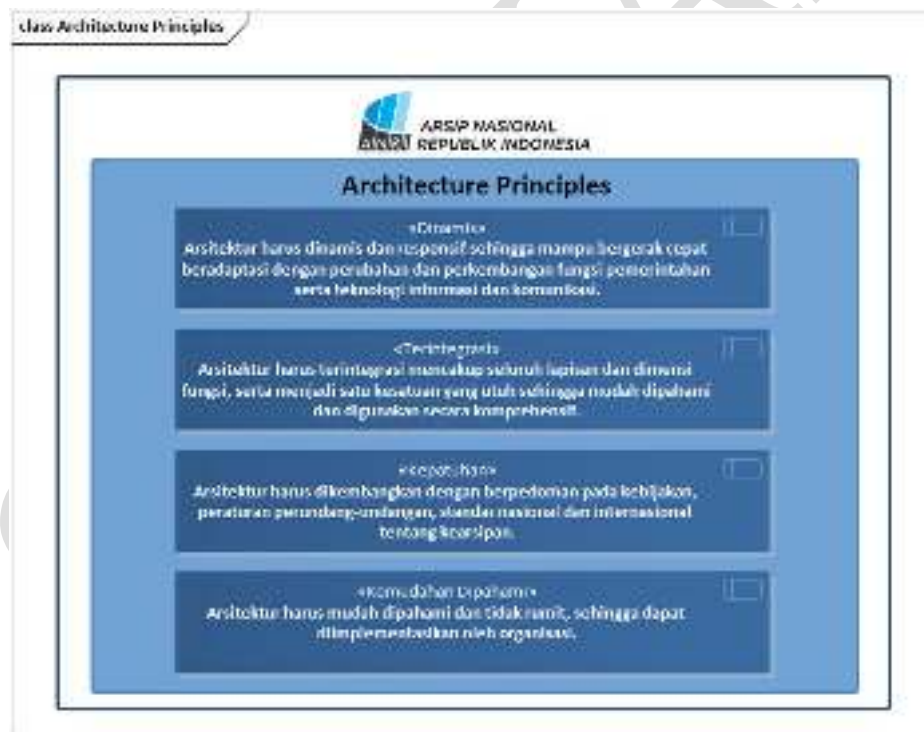 class Architecture Principles
ARSIP NASIONAL
REPUBLIK INDONESIA
ANRI
Architecture Principles
«Dinamis»
Arsitektur harus dinamis dan responsif sehingga mampu bergerak cepat
beradaptasi dengan perubahan dan perkembangan fungsi pemerintahan
serta teknologi informasi dan komunikasi.
«Terintegrasi»
Arsitektur harus terintegrasi mencakup seluruh lapisan dan dimensi
fungsi, serta menjadi satu kesatuan yang utuh sehingga mudah dipahami
dan digunakan secara komprehensif.
«Kepatuhan»
Arsitektur harus dikembangkan dengan berpedoman pada kebijakan,
peraturan perundang-undangan, standar nasional dan internasional
tentang kearsipan.
«Kemudahan Dipahami»
Arsitektur harus mudah dipahami dan tidak rumit, sehingga dapat
diimplementasikan oleh organisasi.